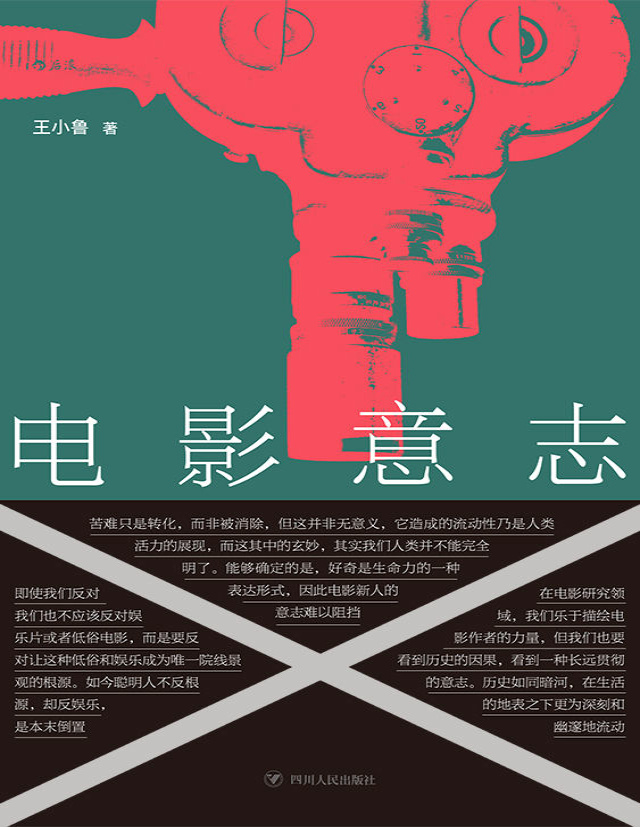 后浪
王小鲁 著
电影意志
苦难只是转化，而非被消除，但这并非无意义，它造成的流动性乃是人类
活力的展现，而这其中的玄妙，其实我们人类并不能完全
明了。能够确定的是，好奇是生命力的一种
表达形式，因此电影新人的
意志难以阻挡
即使我们反对
我们也不应该反对娱
乐片或者低俗电影，而是要反
对让这种低俗和娱乐成为唯一院线景
观的根源。如今聪明人不反根
源，却反娱乐，
是本末倒置
在电影研究领
域，我们乐于描绘电
影作者的力量，但我们也要
看到历史的因果，看到一种长远贯彻
的意志。历史如同暗河，在生活
的地表之下更为深刻和
幽邃地流动
四川人民出版社